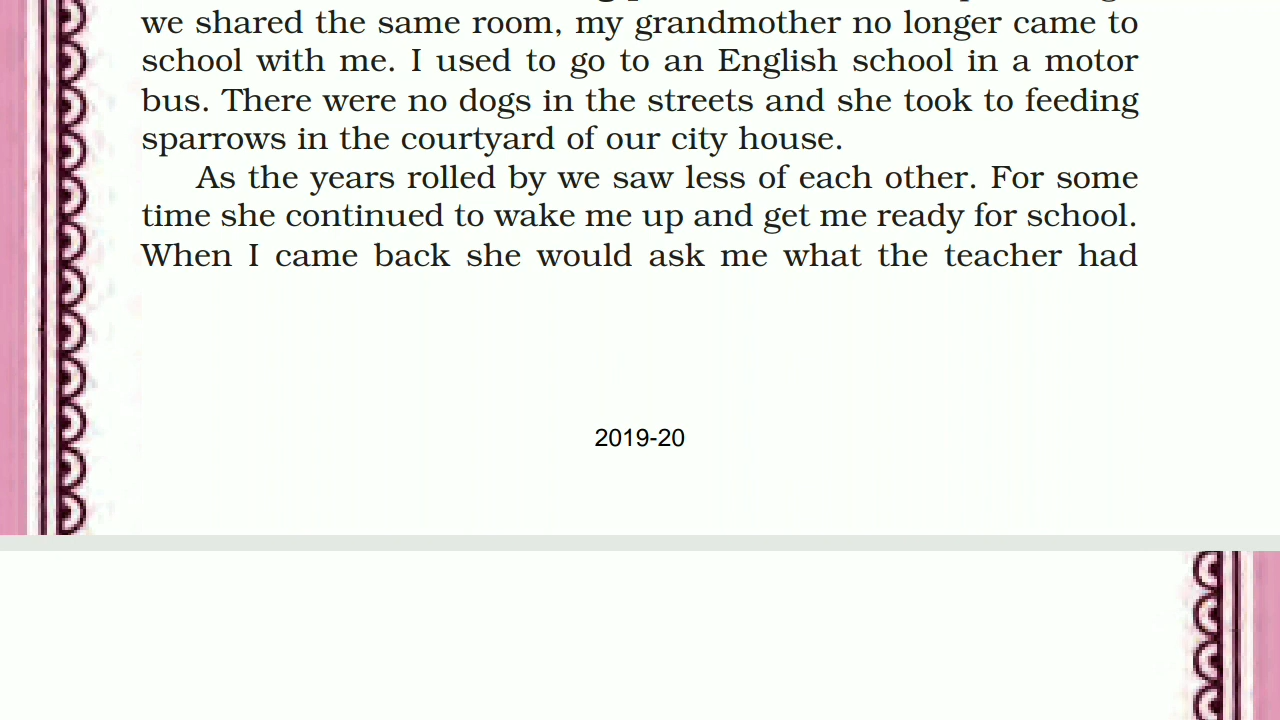 we shared the same room, my grandmother no longer came to
school with me. I used to go to an English school in a motor
bus. There were no dogs in the streets and she took to feeding
sparrows in the courtyard of our city house.
As the years rolled by we saw less of each other. For some
time she continued to wake me up and get me ready for school.
When I came back she would ask me what the teacher had
2019-20